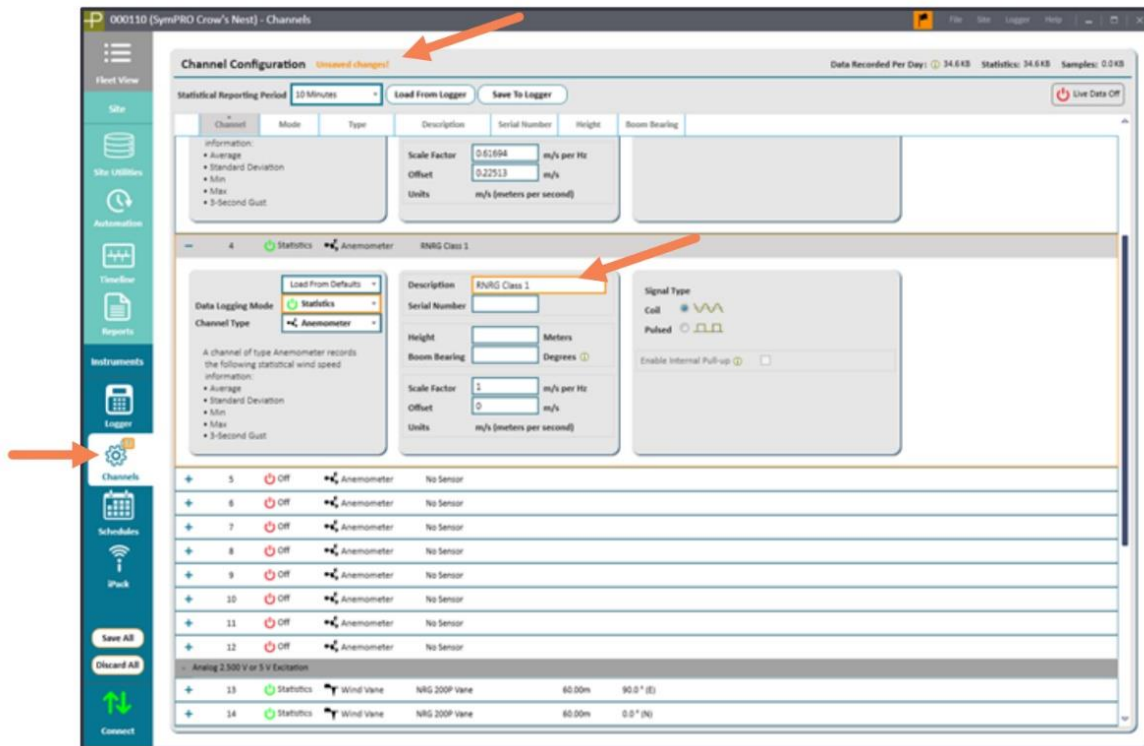 000110 (SymPRO Crow's Nest) - Channels File Site Logger Help
Fleet View
Site
Site Utilities
Automation
Timeline
Reports
Instruments
Logger
Channels
Schedules
iPack
Save All
Discard All
Connect
Channel Configuration Unsaved changes! Data Recorded Per Day: 34.6 KB Statistics: 34.6 KB Samples: 0.0 KB
Statistical Reporting Period 10 Minutes Load From Logger Save To Logger Live Data Off
Channel Mode Type Description Serial Number Height Boom Bearing
information:
• Average
• Standard Deviation
• Min
• Max
• 3-Second Gust
Scale Factor 0.61694 m/s per Hz
Offset 0.22513 m/s
Units m/s (meters per second)
4 Statistics Anemometer RNRG Class 1
Load From Defaults
Data Logging Mode Statistics
Channel Type Anemometer
A channel of type Anemometer records
the following statistical wind speed
information:
• Average
• Standard Deviation
• Min
• Max
• 3-Second Gust
Description RNRG Class 1
Serial Number
Height Meters
Boom Bearing Degrees
Scale Factor 1 m/s per Hz
Offset 0 m/s
Units m/s (meters per second)
Signal Type
Coil
Pulsed
Enable Internal Pull-up
+ 5 Off Anemometer No Sensor
+ 6 Off Anemometer No Sensor
+ 7 Off Anemometer No Sensor
+ 8 Off Anemometer No Sensor
+ 9 Off Anemometer No Sensor
+ 10 Off Anemometer No Sensor
+ 11 Off Anemometer No Sensor
+ 12 Off Anemometer No Sensor
Analog 2.500 V or 5 V Excitation
+ 13 Statistics Wind Vane NRG 200P Vane 60.00m 90.0 ° (E)
+ 14 Statistics Wind Vane NRG 200P Vane 60.00m 0.0 ° (N)